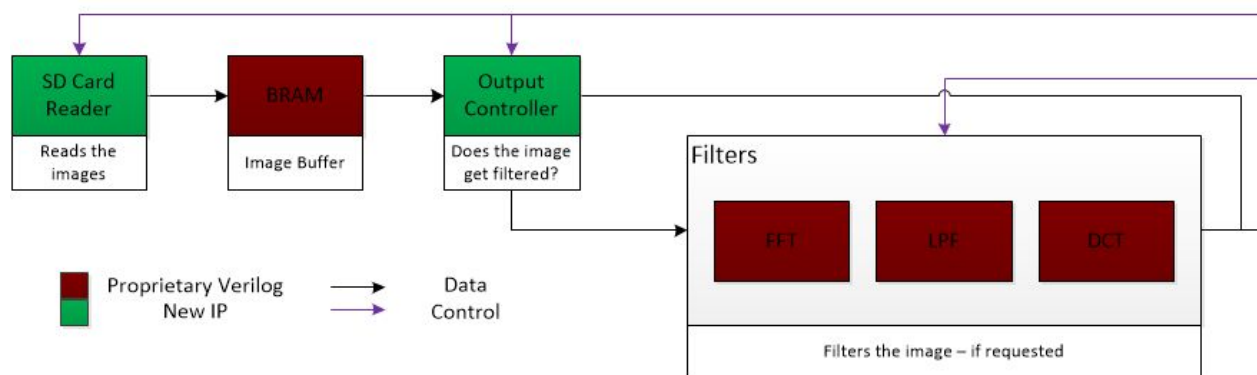 SD Card
Reader
Reads the
images
BRAM
Image Buffer
Output
Controller
Does the image
get filtered?
Filters
FFT
LPF
DCT
Filters the image – if requested
Proprietary Verilog
New IP
Data
Control